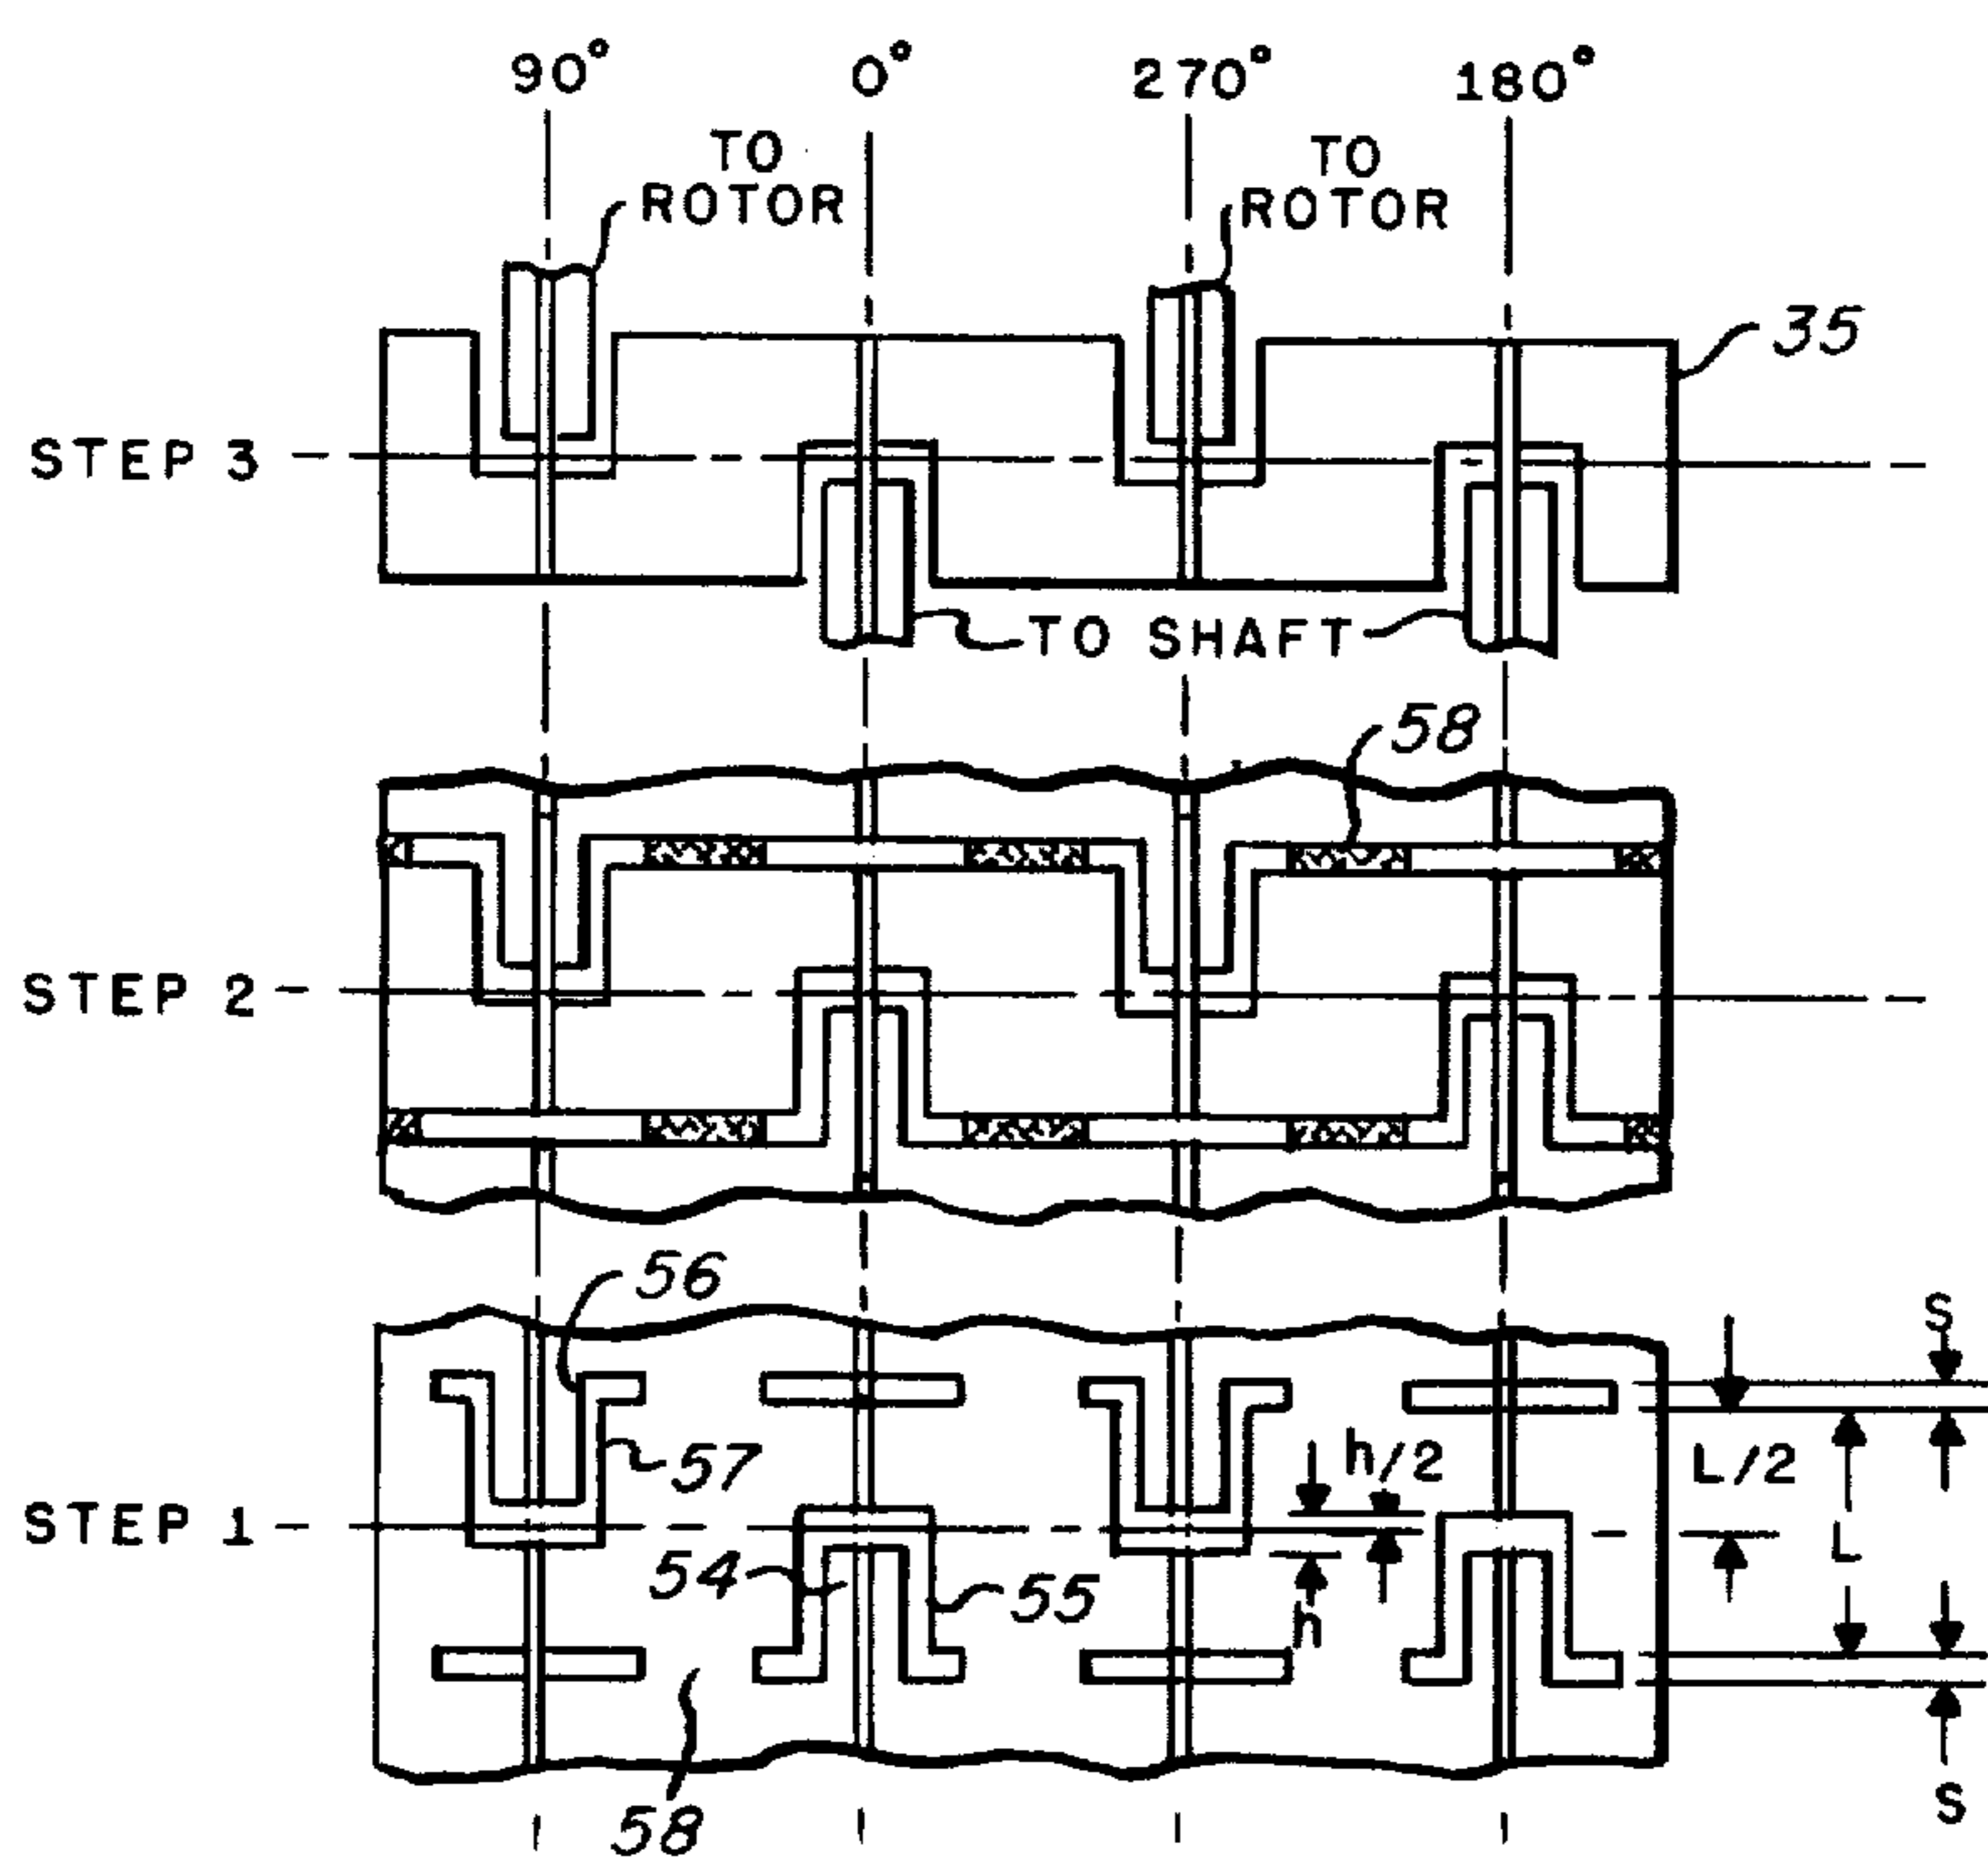 90° 0° 270° 180°
TO ROTOR
TO ROTOR
35
STEP 3
TO SHAFT
58
STEP 2
56
S
57
h/2
L/2
STEP 1
L
54
55
h
58
S